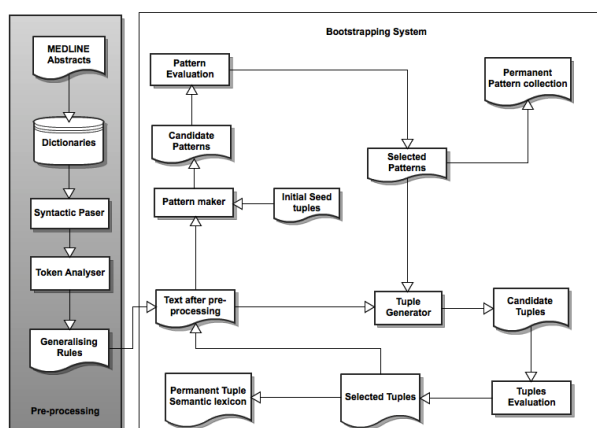 Bootstrapping System
MEDLINE
Abstracts
Dictionaries
Syntactic Paser
Token Analyser
Generalising
Rules
Pre-processing
Pattern
Evaluation
Candidate
Patterns
Pattern maker
Initial Seed
tuples
Text after pre-
processing
Permanent
Pattern collection
Selected
Patterns
Tuple
Generator
Candidate
Tuples
Tuples
Evaluation
Selected Tuples
Permanent Tuple
Semantic lexicon